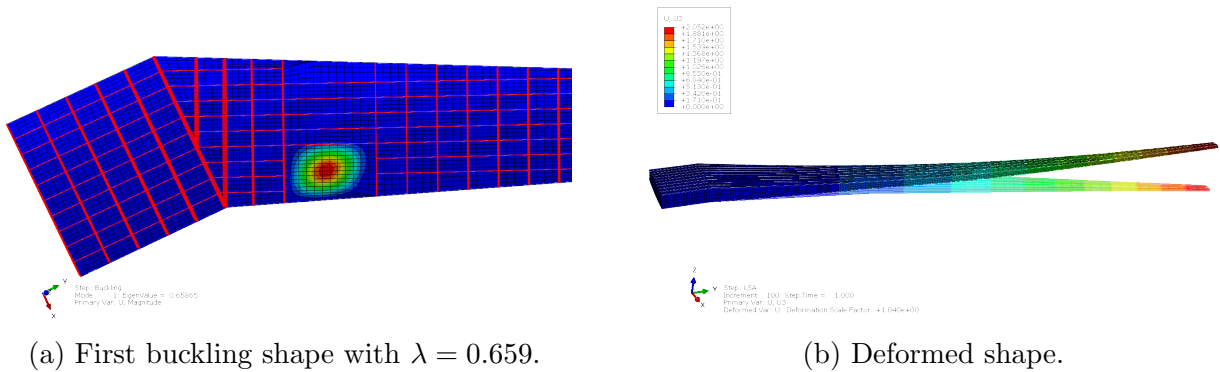 U, U3
+2.052e+00
+1.881e+00
+1.710e+00
+1.539e+00
+1.368e+00
+1.197e+00
+1.026e+00
+8.550e-01
+6.840e-01
+5.130e-01
+3.420e-01
+1.710e-01
+0.000e+00
Y
X
Step: Buckling
Mode 1: EigenValue = 0.65865
Primary Var: U, Magnitude
Z
Y
X
Step: LSA
Increment 100: Step Time = 1.000
Primary Var: U, U3
Deformed Var: U Deformation Scale Factor: +1.040e+00
(a) First buckling shape with λ = 0.659.
(b) Deformed shape.